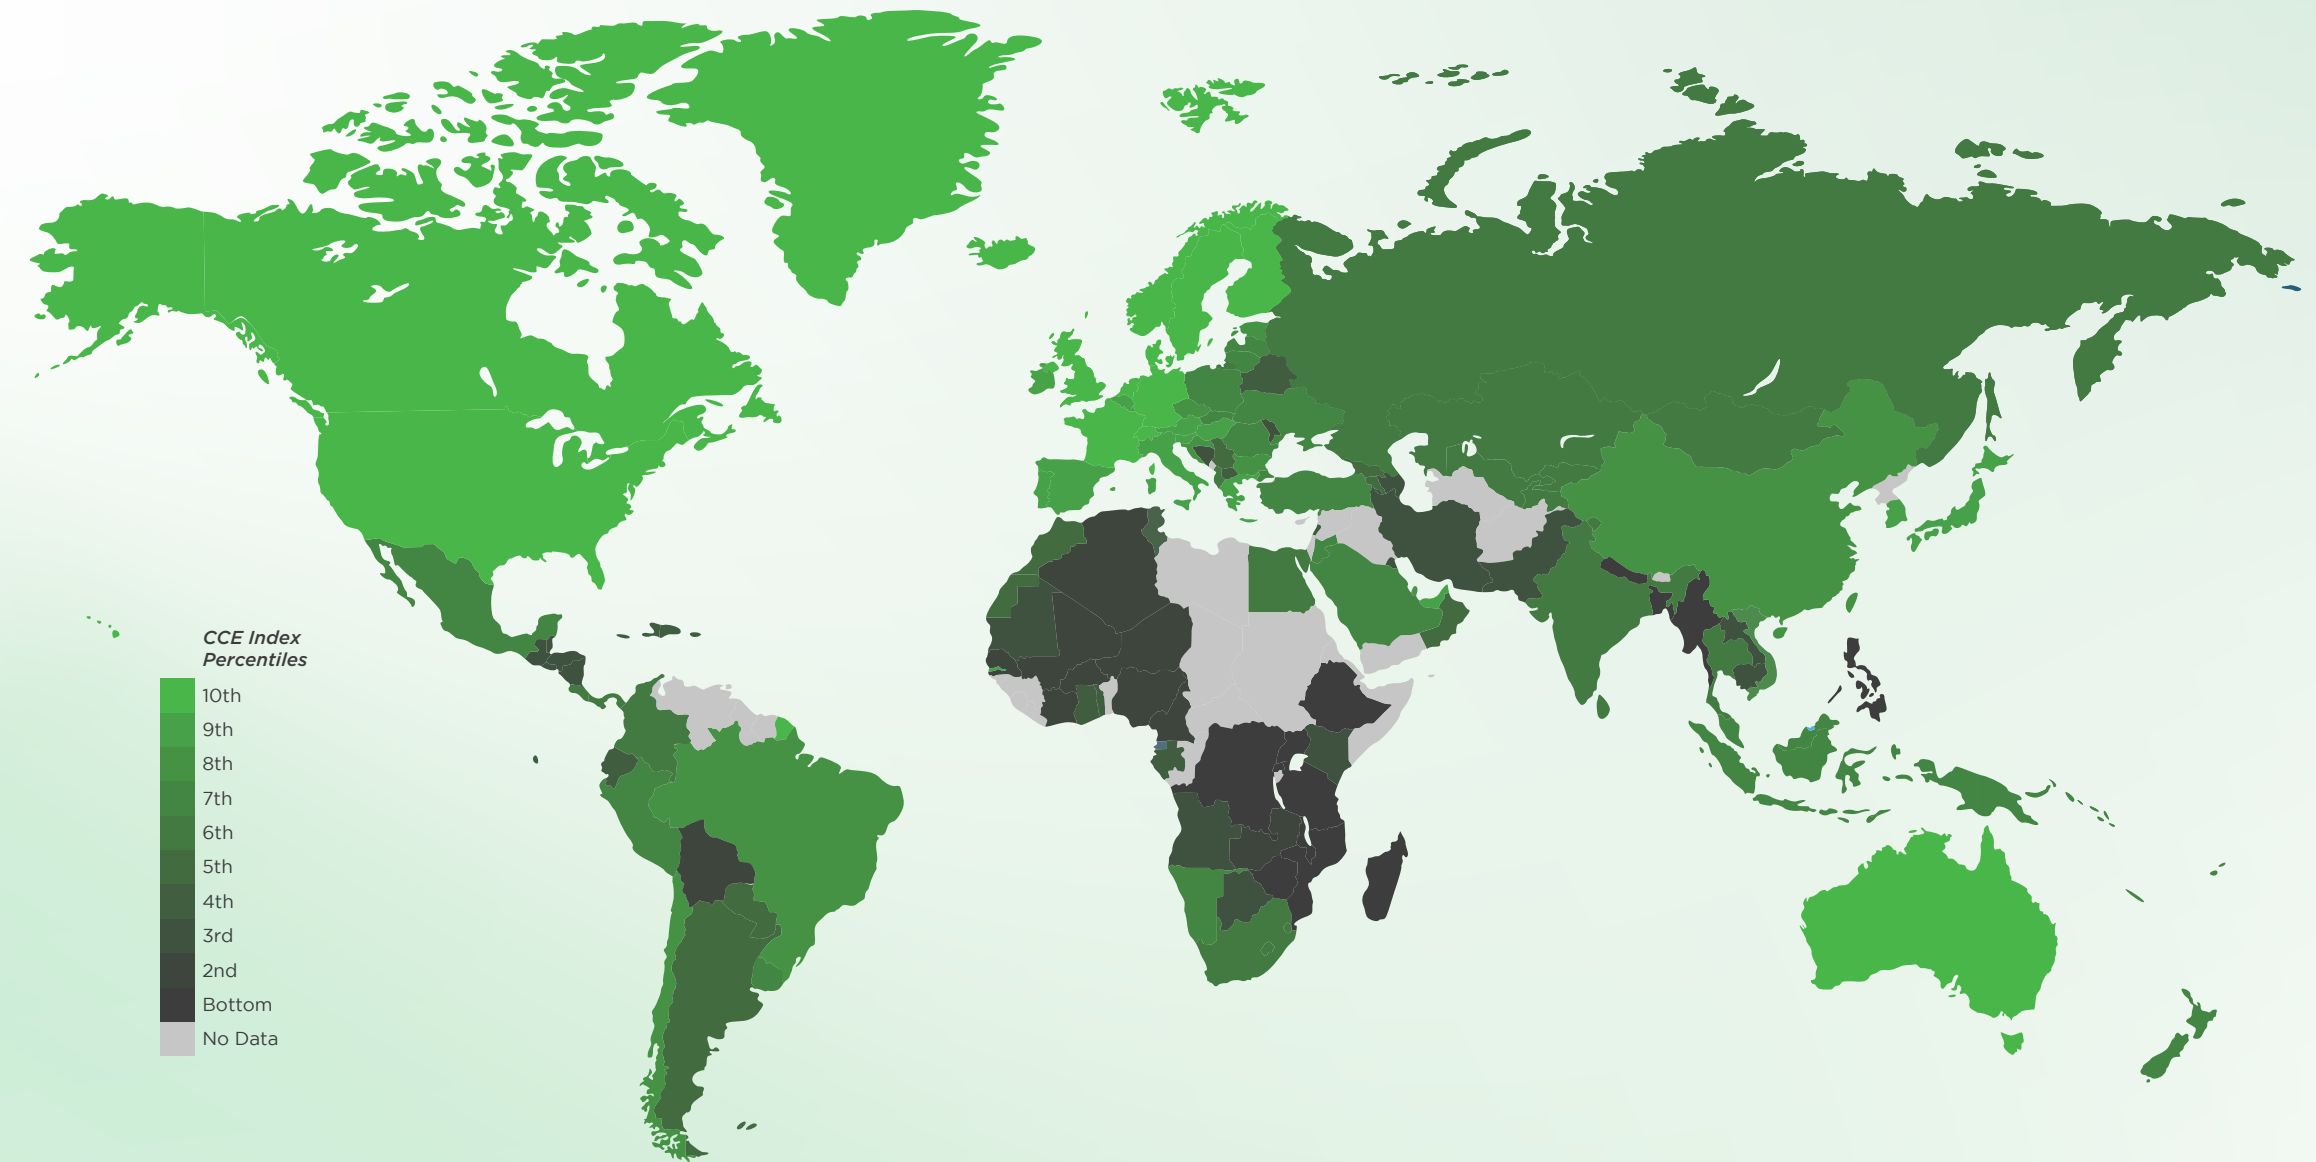 CCE Index
Percentiles
10th
9th
8th
7th
6th
5th
4th
3rd
2nd
Bottom
No Data